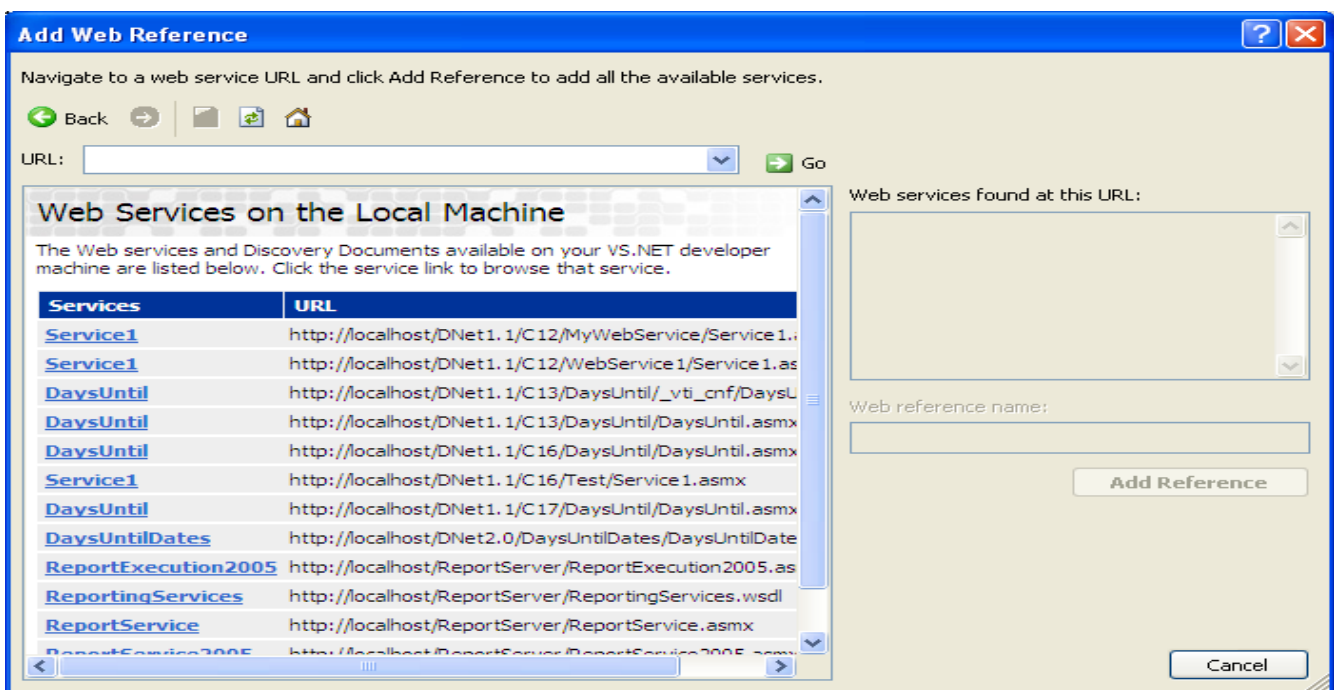 Add Web Reference
Navigate to a web service URL and click Add Reference to add all the available services.
Back
URL:
Go
Web Services on the Local Machine
The Web services and Discovery Documents available on your VS.NET developer
machine are listed below. Click the service link to browse that service.
Services URL
Service1 http://localhost/DNet1.1/C12/MyWebService/Service1.
Service1 http://localhost/DNet1.1/C12/WebService1/Service1.as
DaysUntil http://localhost/DNet1.1/C13/DaysUntil/_vti_cnf/DaysU
DaysUntil http://localhost/DNet1.1/C13/DaysUntil/DaysUntil.asmx
DaysUntil http://localhost/DNet1.1/C16/DaysUntil/DaysUntil.asmx
Service1 http://localhost/DNet1.1/C16/Test/Service1.asmx
DaysUntil http://localhost/DNet1.1/C17/DaysUntil/DaysUntil.asmx
DaysUntilDates http://localhost/DNet2.0/DaysUntilDates/DaysUntilDate
ReportExecution2005 http://localhost/ReportServer/ReportExecution2005.as
ReportingServices http://localhost/ReportServer/ReportingServices.wsdl
ReportService http://localhost/ReportServer/ReportService.asmx
ReportService2005 http://localhost/ReportServer/ReportService2005.asmx
Web services found at this URL:
Web reference name:
Add Reference
Cancel